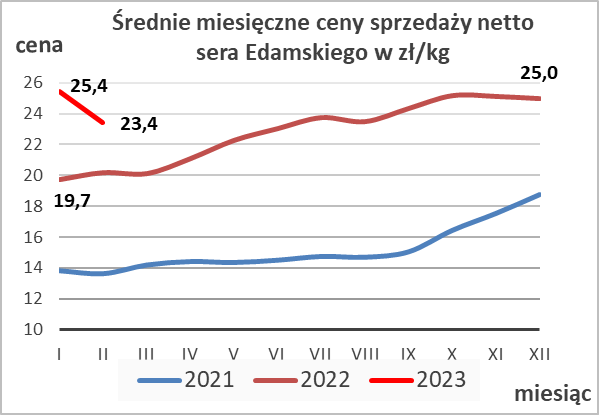 Średnie miesięczne ceny sprzedaży netto
sera Edamskiego w zł/kg
cena
26
24
22
20
18
16
14
12
10
25,4
23,4
25,0
19,7
I II III IV V VI VII VIII IX X XI XII
2021 2022 2023
miesiąc